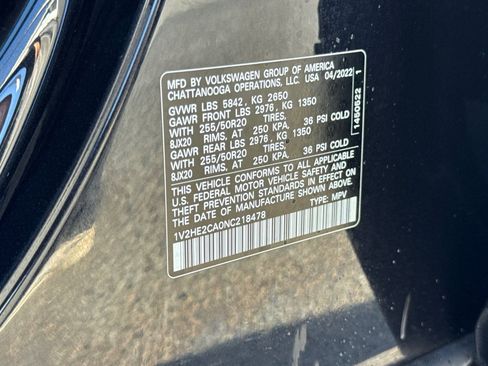 MFD BY VOLKSWAGEN GROUP OF AMERICA
CHATTANOOGA OPERATIONS, LLC. USA 04/2022
GVWR LBS 5842, KG 2650
GAWR FRONT LBS 2976, KG 1350
WITH 255/50R20 TIRES.
8JX20 RIMS, AT 250 KPA, 36 PSI COLD
GAWR REAR LBS 2976, KG 1350
WITH 255/50R20 TIRES.
8JX20 RIMS, AT 250 KPA, 36 PSI COLD
THIS VEHICLE CONFORMS TO ALL APPLICABLE
U.S. FEDERAL MOTOR VEHICLE SAFETY AND
THEFT PREVENTION STANDARDS IN EFFECT ON
THE DATE OF MANUFACTURE SHOWN ABOVE.
1V2HE2CA0NC218478 TYPE: MPV
1450522 1